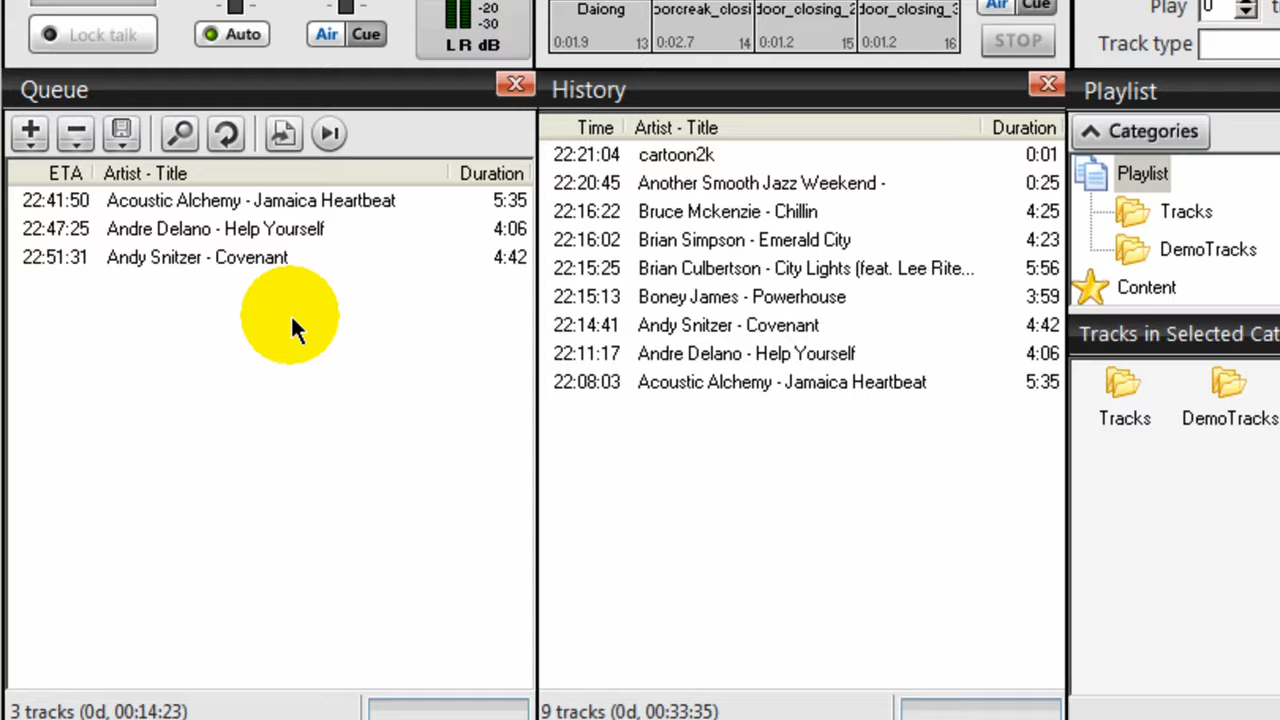 Lock talk
Auto
Air Cue
-20
-30
L R dB
Daiong
0:01.9 13
orcreak_closi
0:02.7 14
door_closing_2
0:01.2 15
door_closing_3
0:01.2 16
Air Cue
STOP
Play 0
Track type
Queue
ETA Artist - Title Duration
22:41:50 Acoustic Alchemy - Jamaica Heartbeat 5:35
22:47:25 Andre Delano - Help Yourself 4:06
22:51:31 Andy Snitzer - Covenant 4:42
3 tracks (0d, 00:14:23)
History
Time Artist - Title Duration
22:21:04 cartoon2k 0:01
22:20:45 Another Smooth Jazz Weekend - 0:25
22:16:22 Bruce Mckenzie - Chillin 4:25
22:16:02 Brian Simpson - Emerald City 4:23
22:15:25 Brian Culbertson - City Lights (feat. Lee Rite... 5:56
22:15:13 Boney James - Powerhouse 3:59
22:14:41 Andy Snitzer - Covenant 4:42
22:11:17 Andre Delano - Help Yourself 4:06
22:08:03 Acoustic Alchemy - Jamaica Heartbeat 5:35
9 tracks (0d, 00:33:35)
Playlist
Categories
Playlist
Tracks
DemoTracks
Content
Tracks in Selected Cat
Tracks
DemoTracks